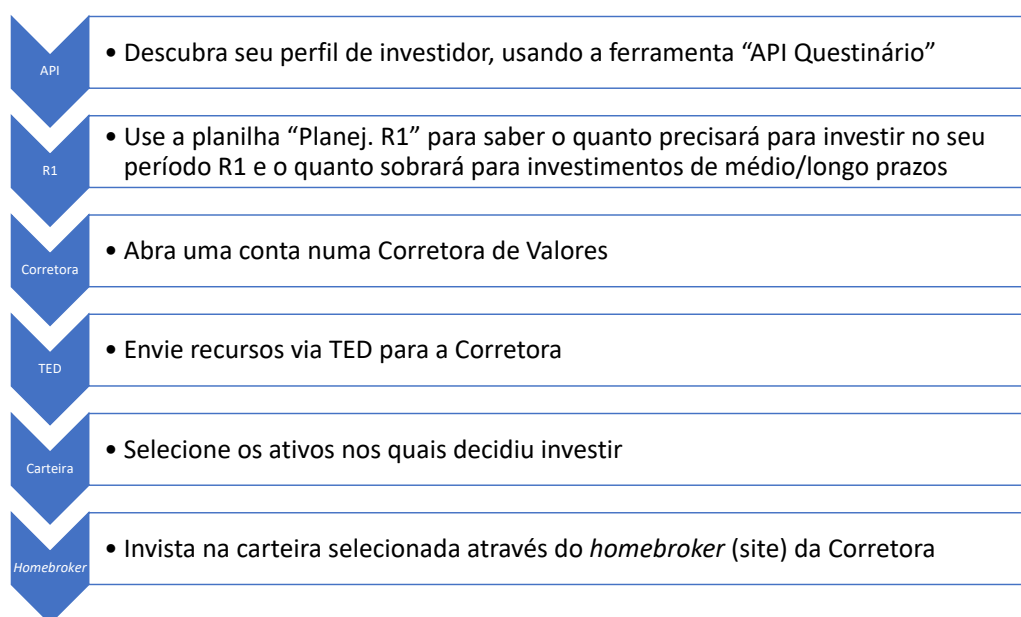 API
• Descubra seu perfil de investidor, usando a ferramenta “API Questinário”
R1
• Use a planilha “Planej. R1” para saber o quanto precisará para investir no seu
período R1 e o quanto sobrará para investimentos de médio/longo prazos
Corretora
• Abra uma conta numa Corretora de Valores
TED
• Envie recursos via TED para a Corretora
Carteira
• Selecione os ativos nos quais decidiu investir
Homebroker
• Invista na carteira selecionada através do homebroker (site) da Corretora